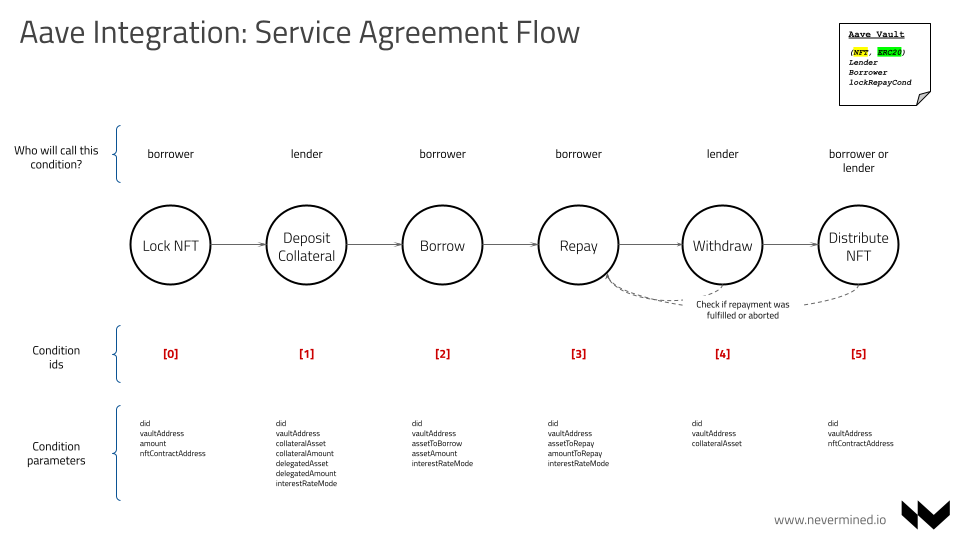 Aave Integration: Service Agreement Flow
Aave Vault
(NFT, ERC20)
Lender
Borrower
lockRepayCond
Who will call this
condition?
borrower
lender
borrower
borrower
lender
borrower or
lender
Lock NFT
Deposit
Collateral
Borrow
Repay
Withdraw
Distribute
NFT
Check if repayment was
fulfilled or aborted
Condition
ids
[0]
[1]
[2]
[3]
[4]
[5]
Condition
parameters
did
vaultAddress
amount
nftContractAddress
did
vaultAddress
collateralAsset
collateralAmount
delegatedAsset
delegatedAmount
interestRateMode
did
vaultAddress
assetToBorrow
assetAmount
interestRateMode
did
vaultAddress
assetToRepay
amountToRepay
interestRateMode
did
vaultAddress
collateralAsset
did
vaultAddress
nftContractAddress
www.nevermined.io